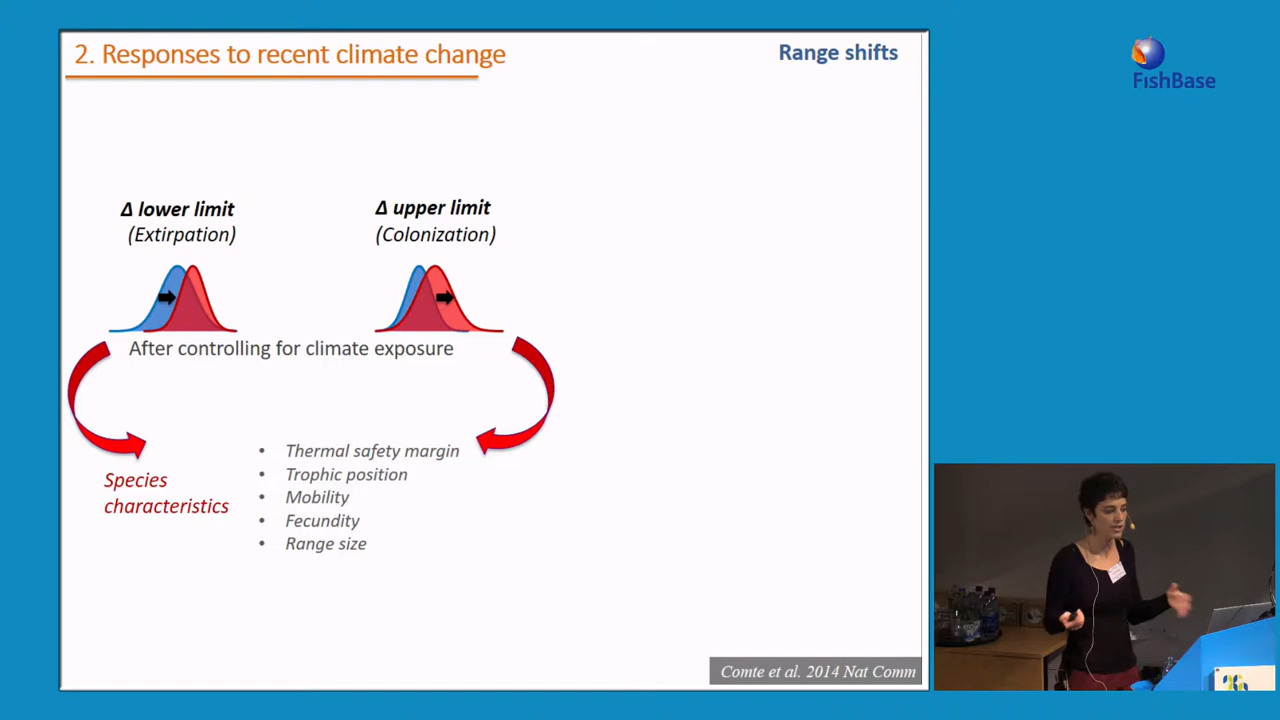 2. Responses to recent climate change
Range shifts
FishBase
Δ lower limit
(Extirpation)
Δ upper limit
(Colonization)
After controlling for climate exposure
Species
characteristics
• Thermal safety margin
• Trophic position
• Mobility
• Fecundity
• Range size
Comte et al. 2014 Nat Comm